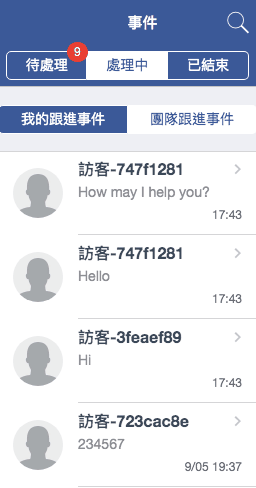 事件
待處理 9 處理中 已結束
我的跟進事件 團隊跟進事件
訪客-747f1281
How may I help you?
17:43
訪客-747f1281
Hello
17:43
訪客-3feaef89
Hi
17:43
訪客-723cac8e
234567
9/05 19:37